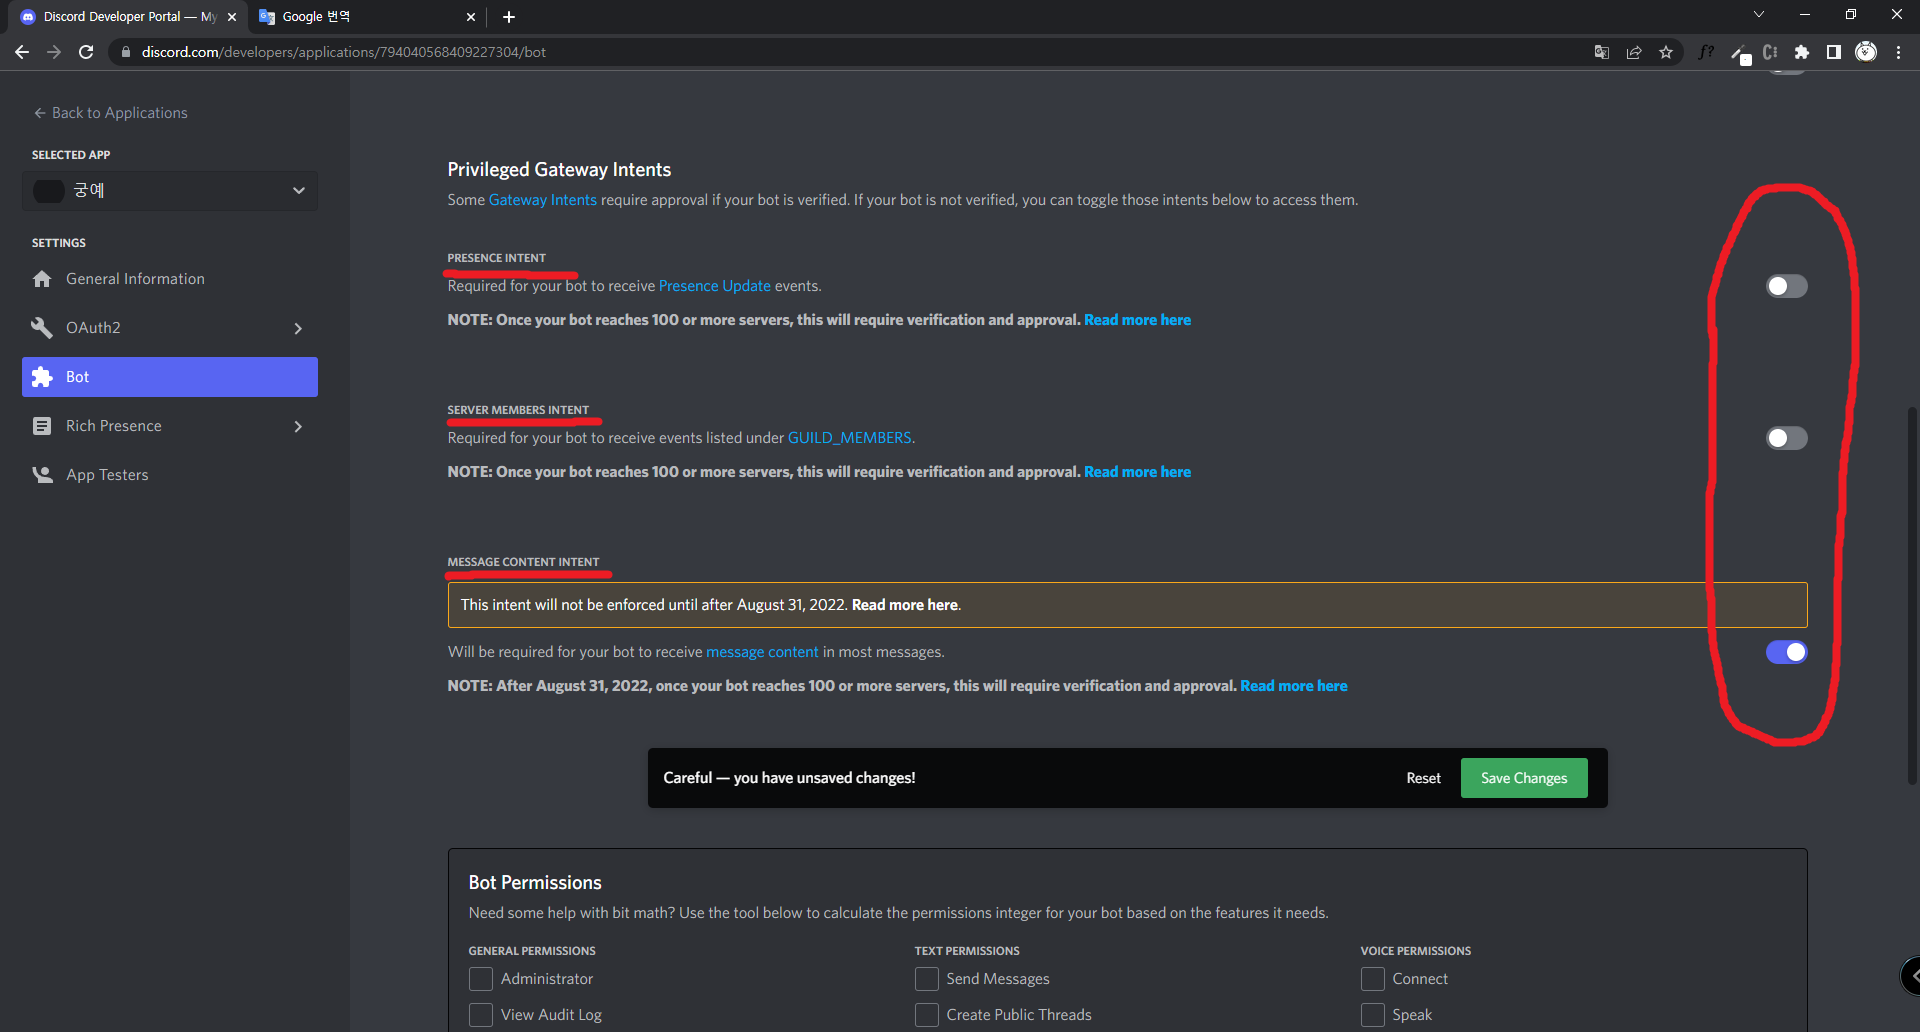 Discord Developer Portal — My
Google 번역
discord.com/developers/applications/794040568409227304/bot
f?
Back to Applications
SELECTED APP
궁예
SETTINGS
General Information
OAuth2
Bot
Rich Presence
App Testers
Privileged Gateway Intents
Some Gateway Intents require approval if your bot is verified. If your bot is not verified, you can toggle those intents below to access them.
PRESENCE INTENT
Required for your bot to receive Presence Update events.
NOTE: Once your bot reaches 100 or more servers, this will require verification and approval. Read more here
SERVER MEMBERS INTENT
Required for your bot to receive events listed under GUILD_MEMBERS.
NOTE: Once your bot reaches 100 or more servers, this will require verification and approval. Read more here
MESSAGE CONTENT INTENT
This intent will not be enforced until after August 31, 2022. Read more here.
Will be required for your bot to receive message content in most messages.
NOTE: After August 31, 2022, once your bot reaches 100 or more servers, this will require verification and approval. Read more here
Careful — you have unsaved changes!
Reset
Save Changes
Bot Permissions
Need some help with bit math? Use the tool below to calculate the permissions integer for your bot based on the features it needs.
GENERAL PERMISSIONS
Administrator
View Audit Log
TEXT PERMISSIONS
Send Messages
Create Public Threads
VOICE PERMISSIONS
Connect
Speak